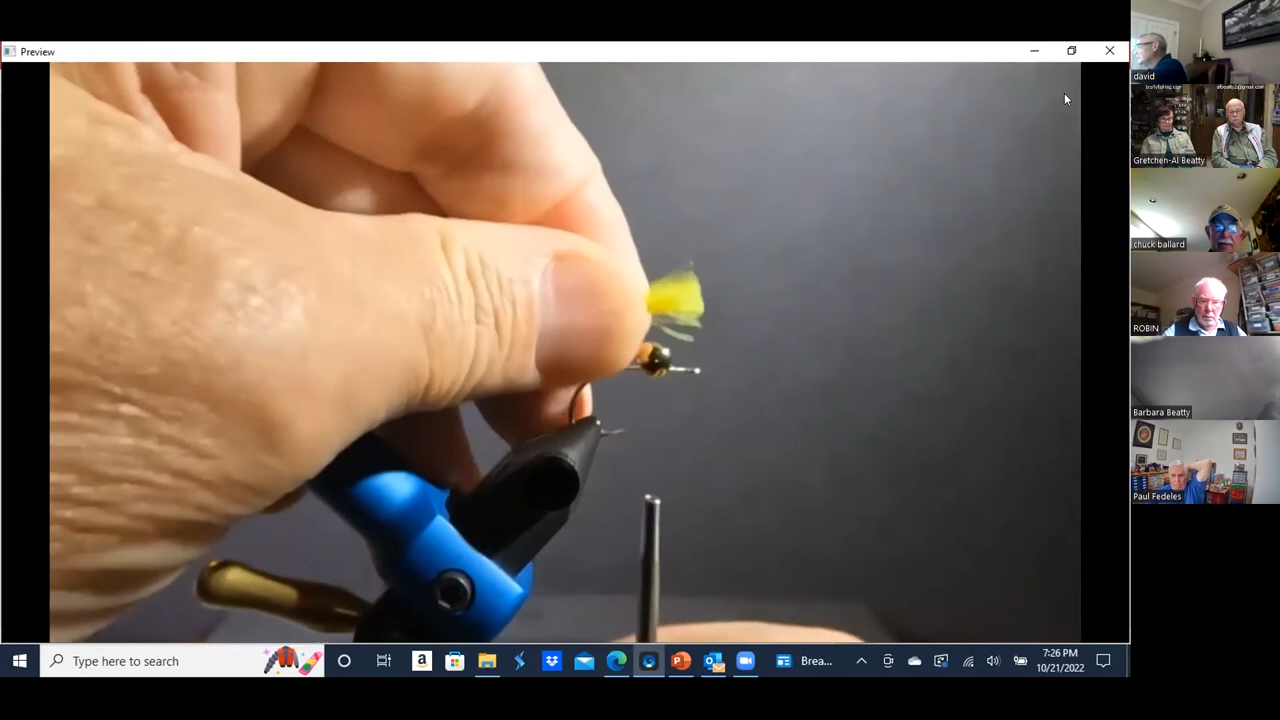 Preview
david
Gretchen-Al Beatty
chuck ballard
ROBIN
Barbara Beatty
Paul Fedeles
Type here to search
a
Brea...
7:26 PM
10/21/2022